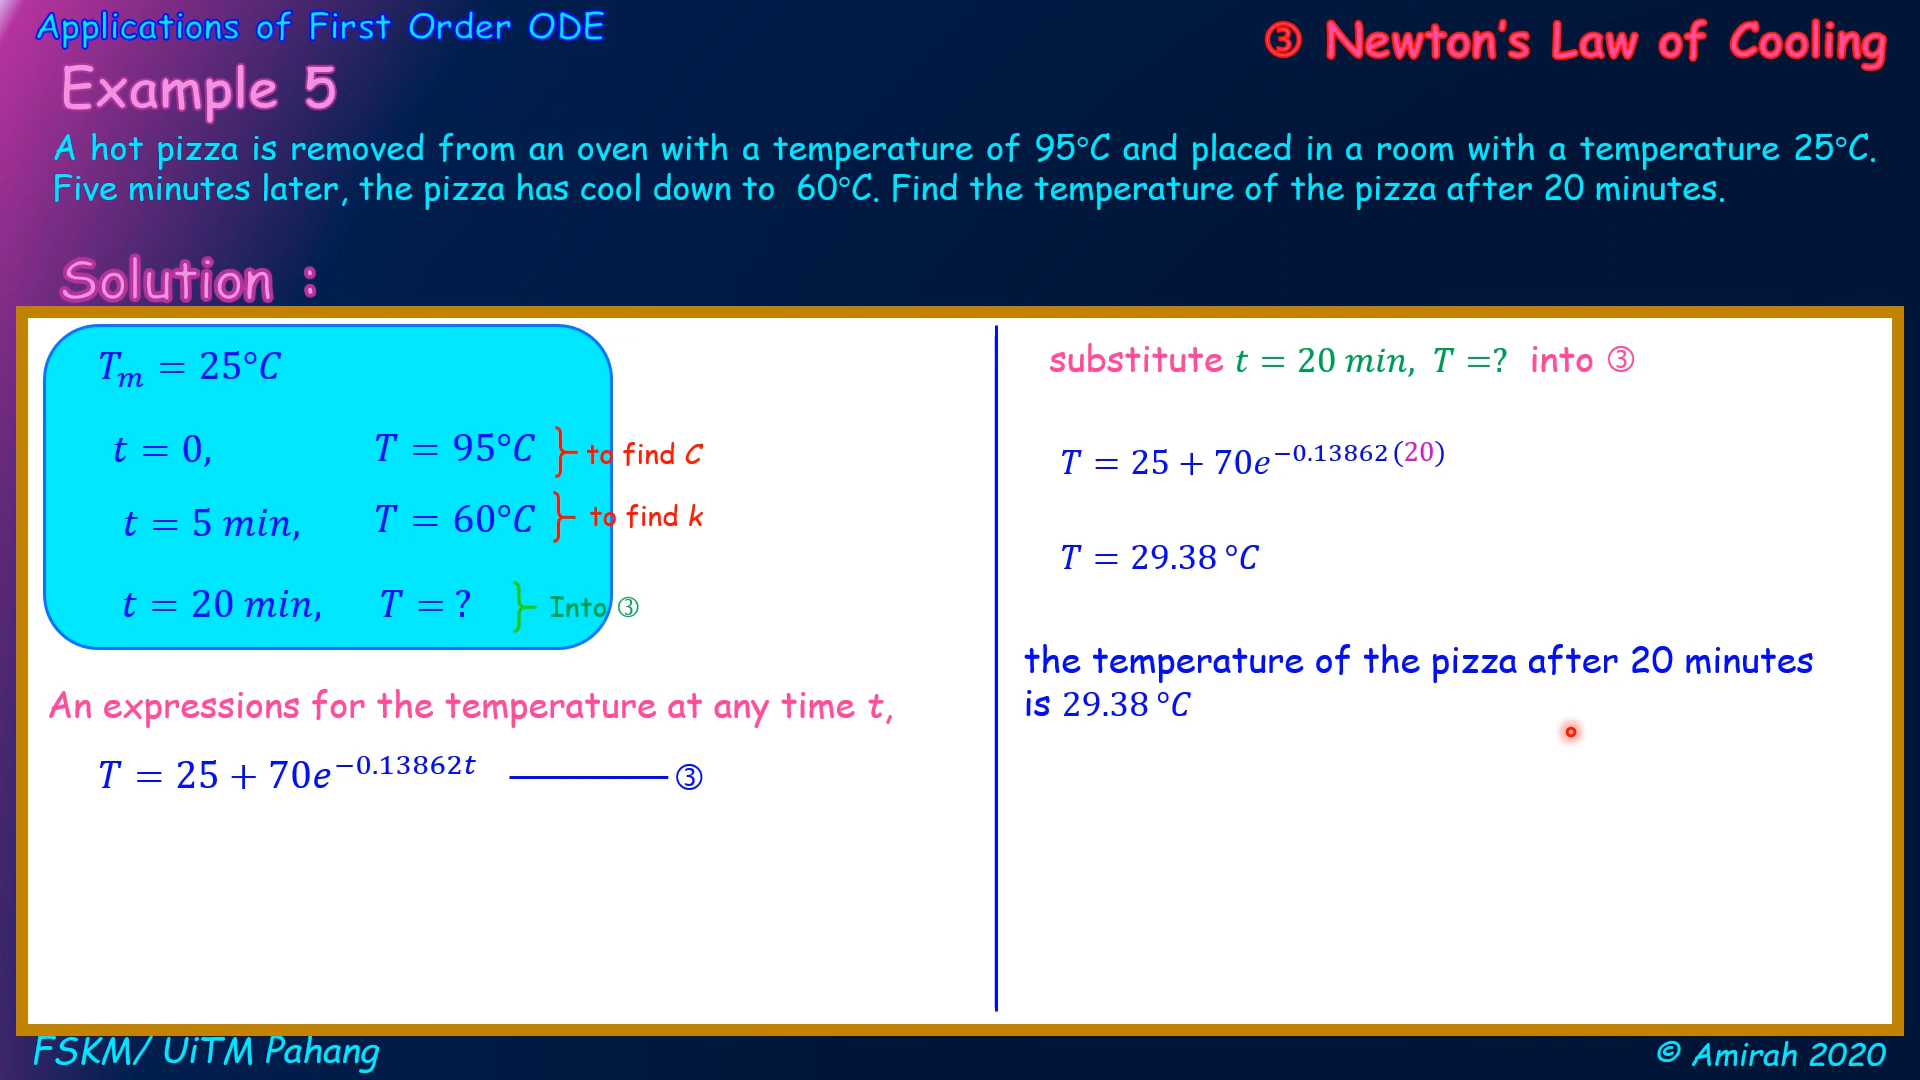 Applications of First Order ODE
③ Newton's Law of Cooling
Example 5
A hot pizza is removed from an oven with a temperature of 95°C and placed in a room with a temperature 25°C.
Five minutes later, the pizza has cool down to 60°C. Find the temperature of the pizza after 20 minutes.
Solution :
T_m = 25°C
t = 0, T = 95°C } to find C
t = 5 min, T = 60°C } to find k
t = 20 min, T = ? } Into ③
An expressions for the temperature at any time t,
T = 25 + 70e^{−0.13862t} ——— ③
substitute t = 20 min, T =? into ③
T = 25 + 70e^{−0.13862(20)}
T = 29.38 °C
the temperature of the pizza after 20 minutes
is 29.38 °C
FSKM/ UiTM Pahang
© Amirah 2020